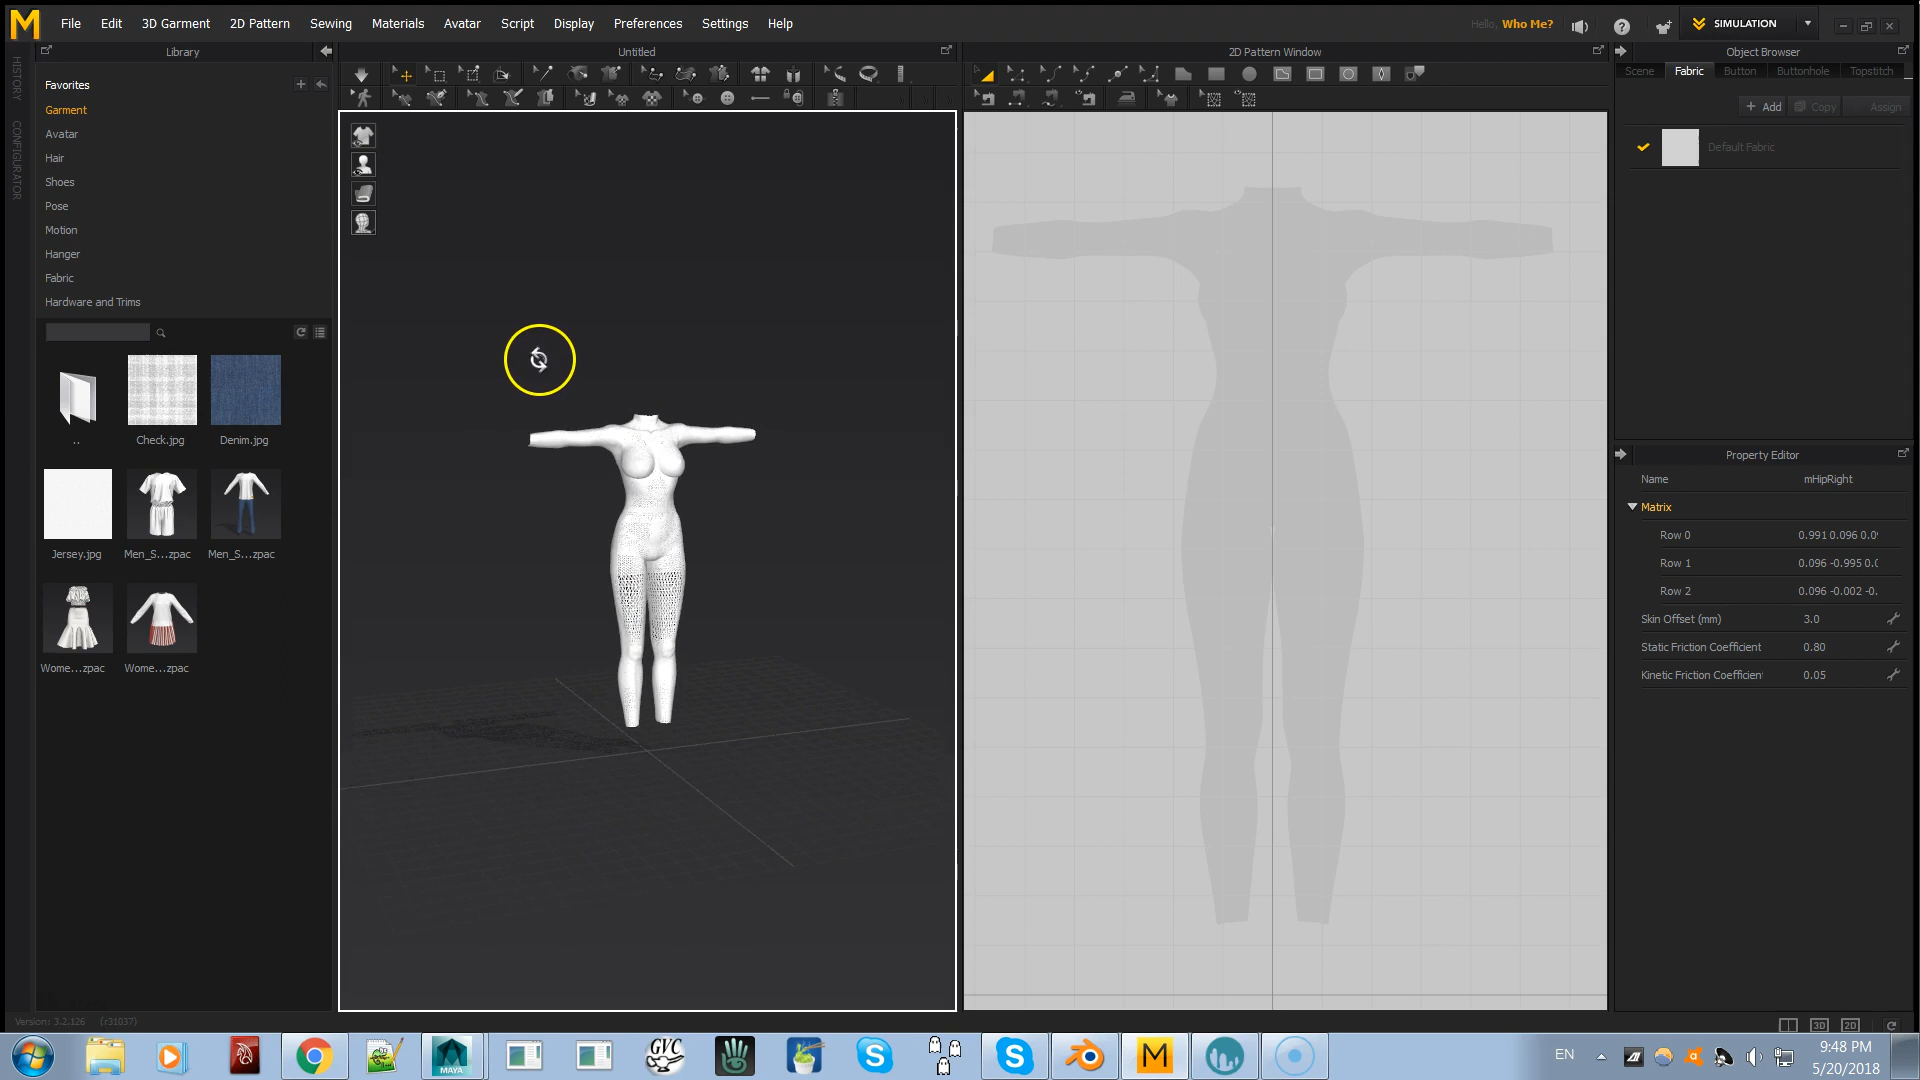 M File Edit 3D Garment 2D Pattern Sewing Materials Avatar Script Display Preferences Settings Help Hello, Who Me? ? SIMULATION
Library Untitled 2D Pattern Window Object Browser
HISTORY
CONFIGURATOR
Favorites
Garment
Avatar
Hair
Shoes
Pose
Motion
Hanger
Fabric
Hardware and Trims
..
Check.jpg
Denim.jpg
Jersey.jpg
Men_S...zpac
Men_S...zpac
Wome...zpac
Wome...zpac
Scene Fabric Button Buttonhole Topstitch
+ Add Copy Assign
Default Fabric
Property Editor
Name mHipRight
Matrix
Row 0 0.991 0.096 0.0
Row 1 0.096 -0.995 0.0
Row 2 0.096 -0.002 -0.
Skin Offset (mm) 3.0
Static Friction Coefficient 0.80
Kinetic Friction Coefficien 0.05
Version: 3.2.126 (r31037)
3D 2D
MAYA GVC S S M EN 9:48 PM
5/20/2018